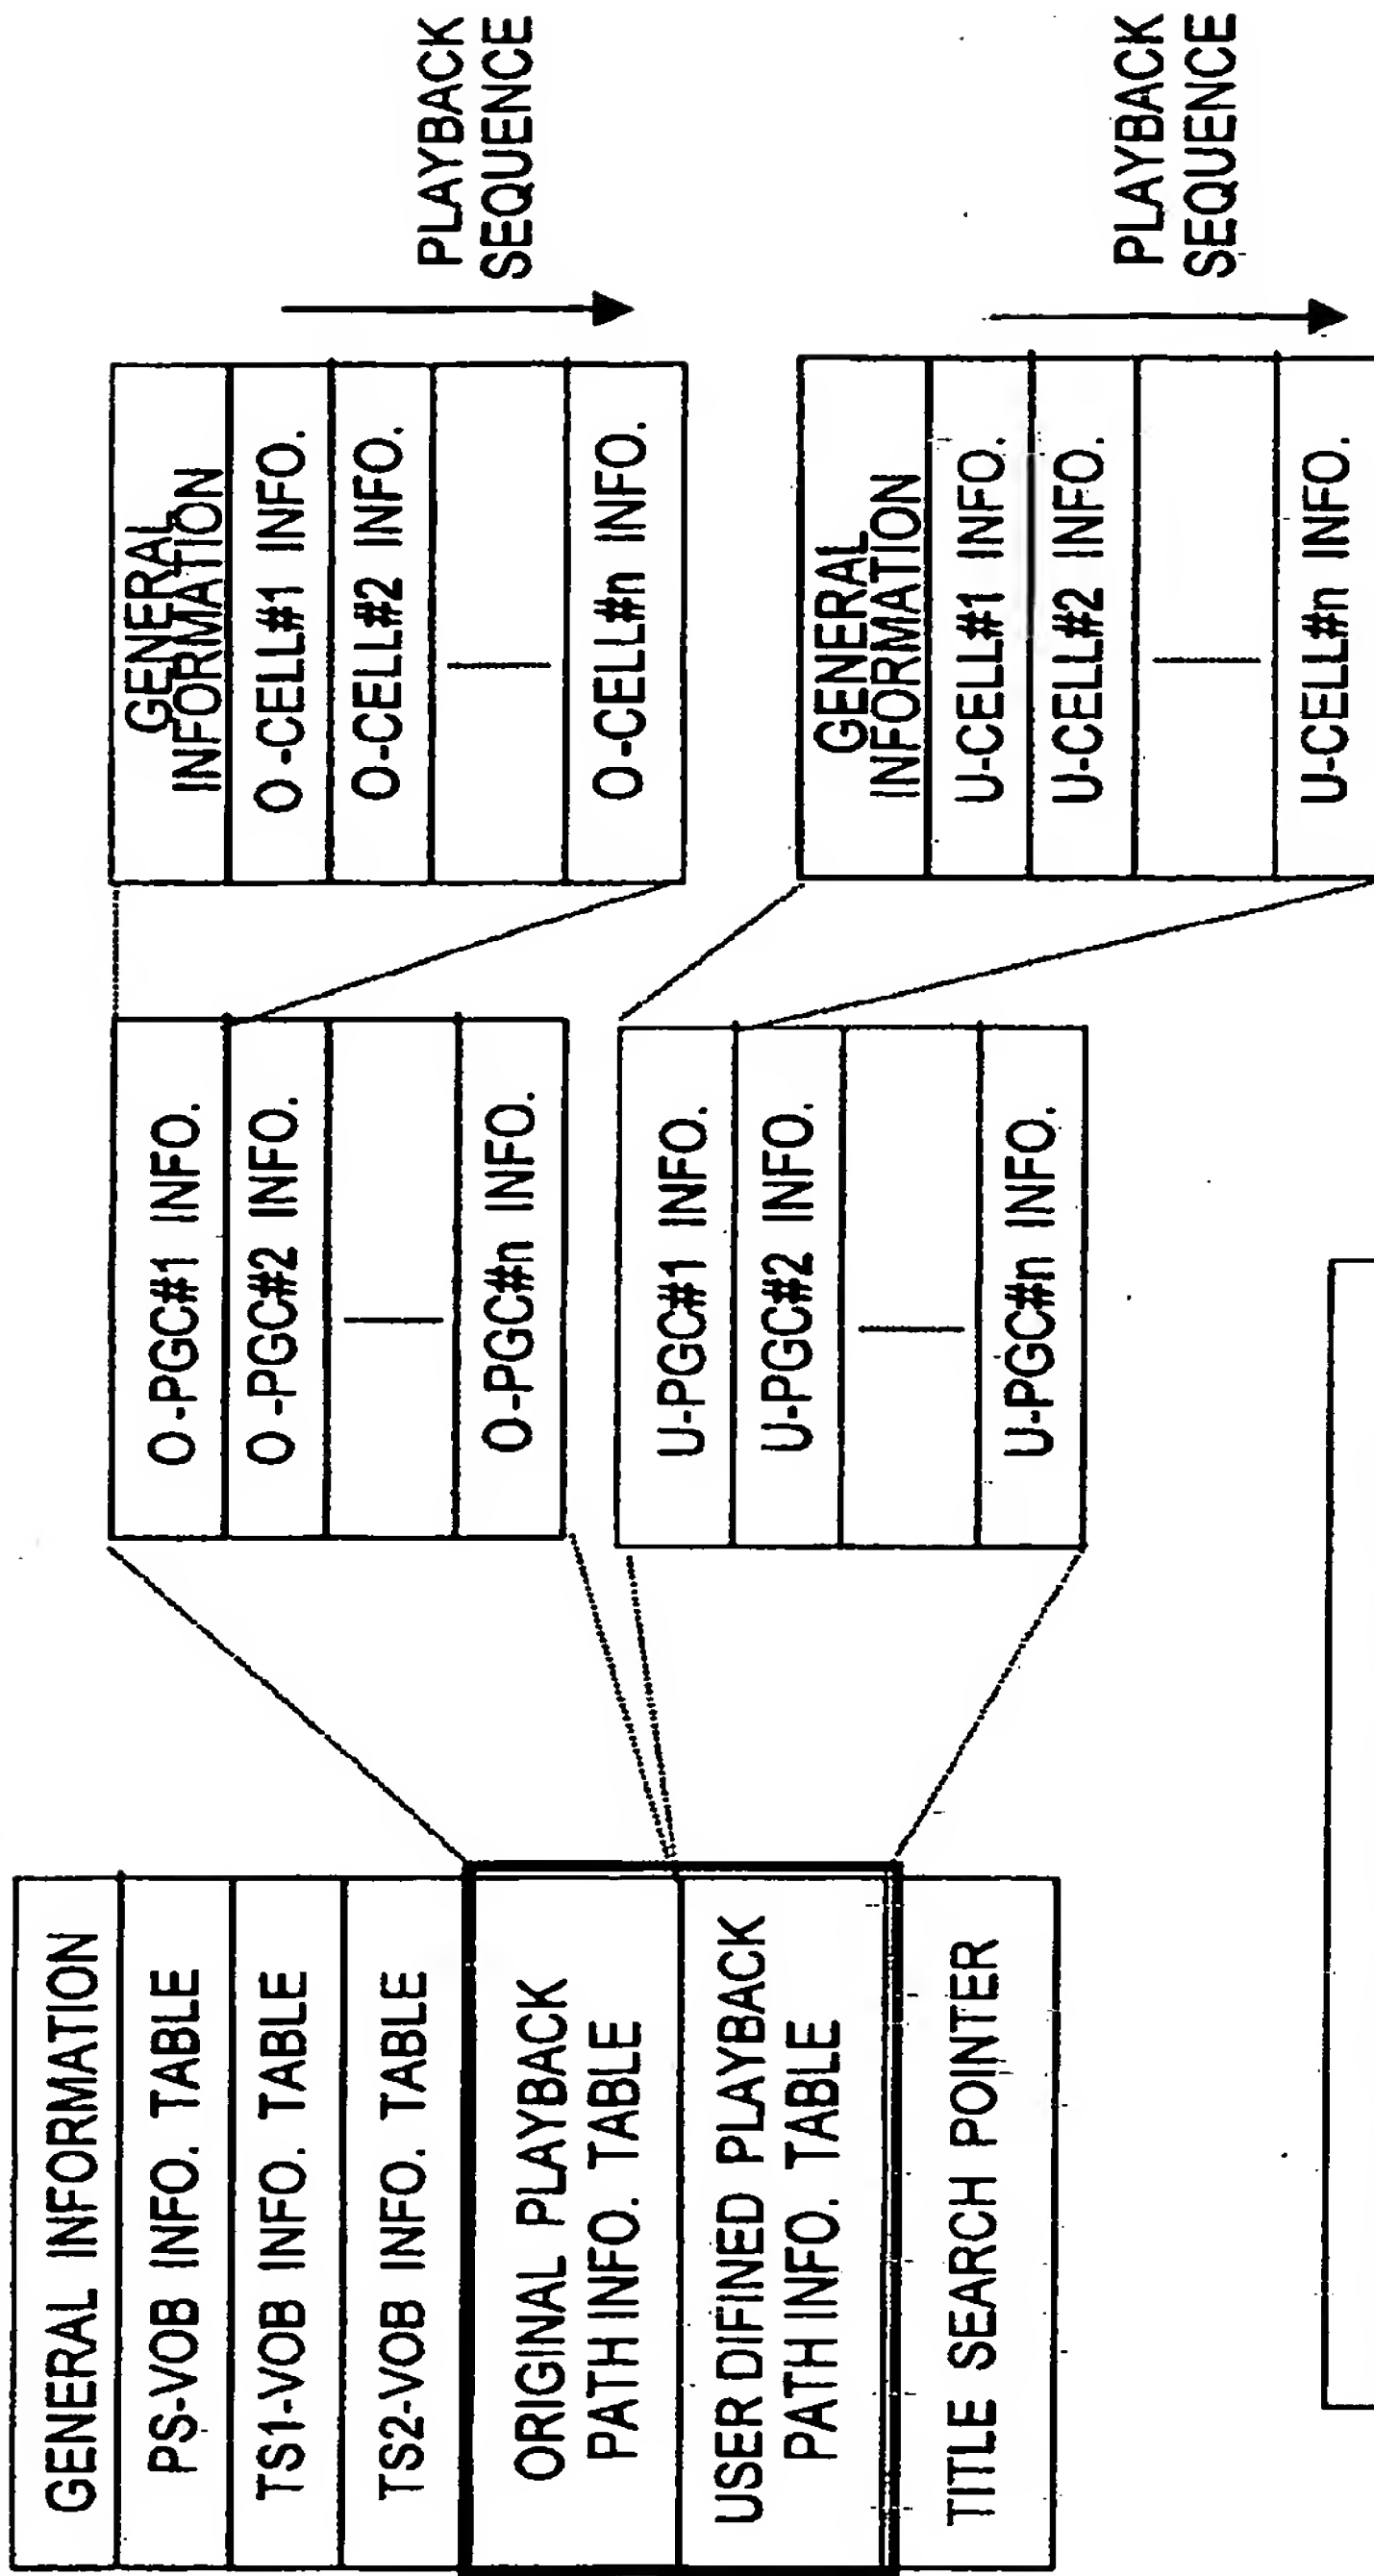 GENERAL INFORMATION
PS-VOB INFO. TABLE
TS1-VOB INFO. TABLE
TS2-VOB INFO. TABLE
ORIGINAL PLAYBACK
PATH INFO. TABLE
USER DIFINED PLAYBACK
PATH INFO. TABLE
TITLE SEARCH POINTER
O-PGC#1 INFO.
O-PGC#2 INFO.
O-PGC#n INFO.
U-PGC#1 INFO.
U-PGC#2 INFO.
U-PGC#n INFO.
GENERAL
INFORMATION
O-CELL#1 INFO.
O-CELL#2 INFO.
O-CELL#n INFO.
PLAYBACK
SEQUENCE
GENERAL
INFORMATION
U-CELL#1 INFO.
U-CELL#2 INFO.
U-CELL#n INFO.
PLAYBACK
SEQUENCE